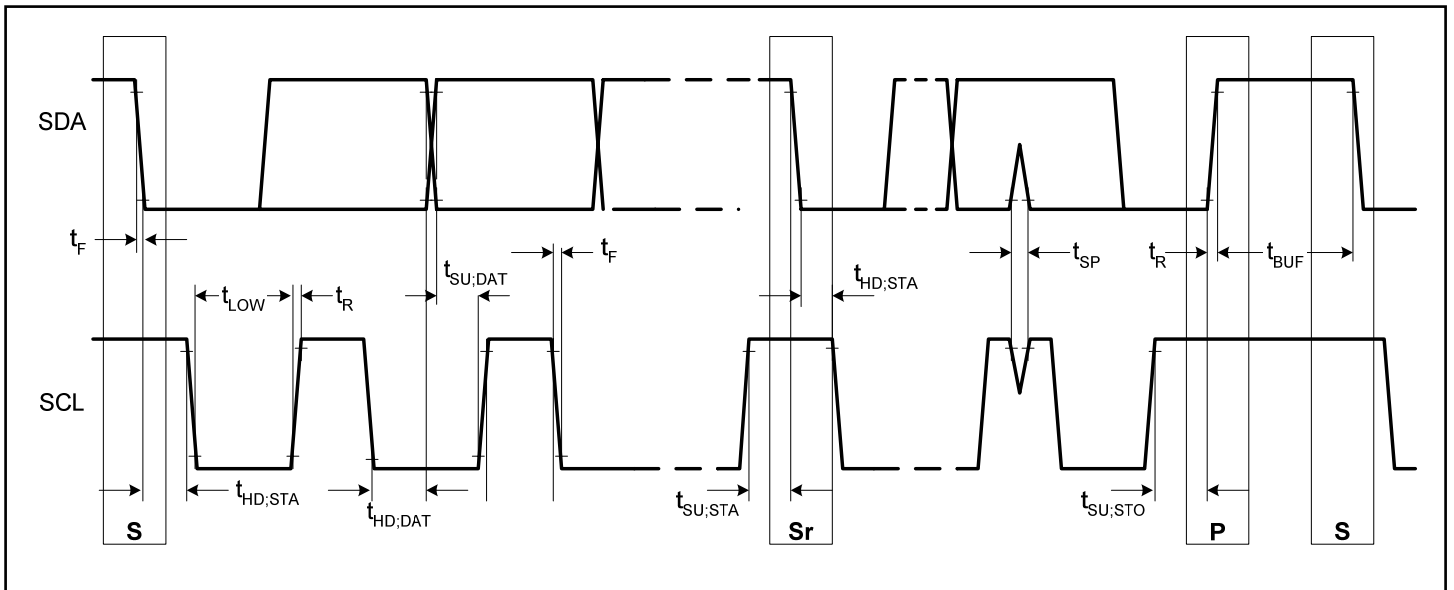 SDA
t_F
t_SU;DAT
t_F
t_SP
t_R
t_BUF
t_LOW
t_R
t_HD;STA
SCL
t_HD;STA
t_HD;DAT
t_SU;STA
t_SU;STO
S
Sr
P
S